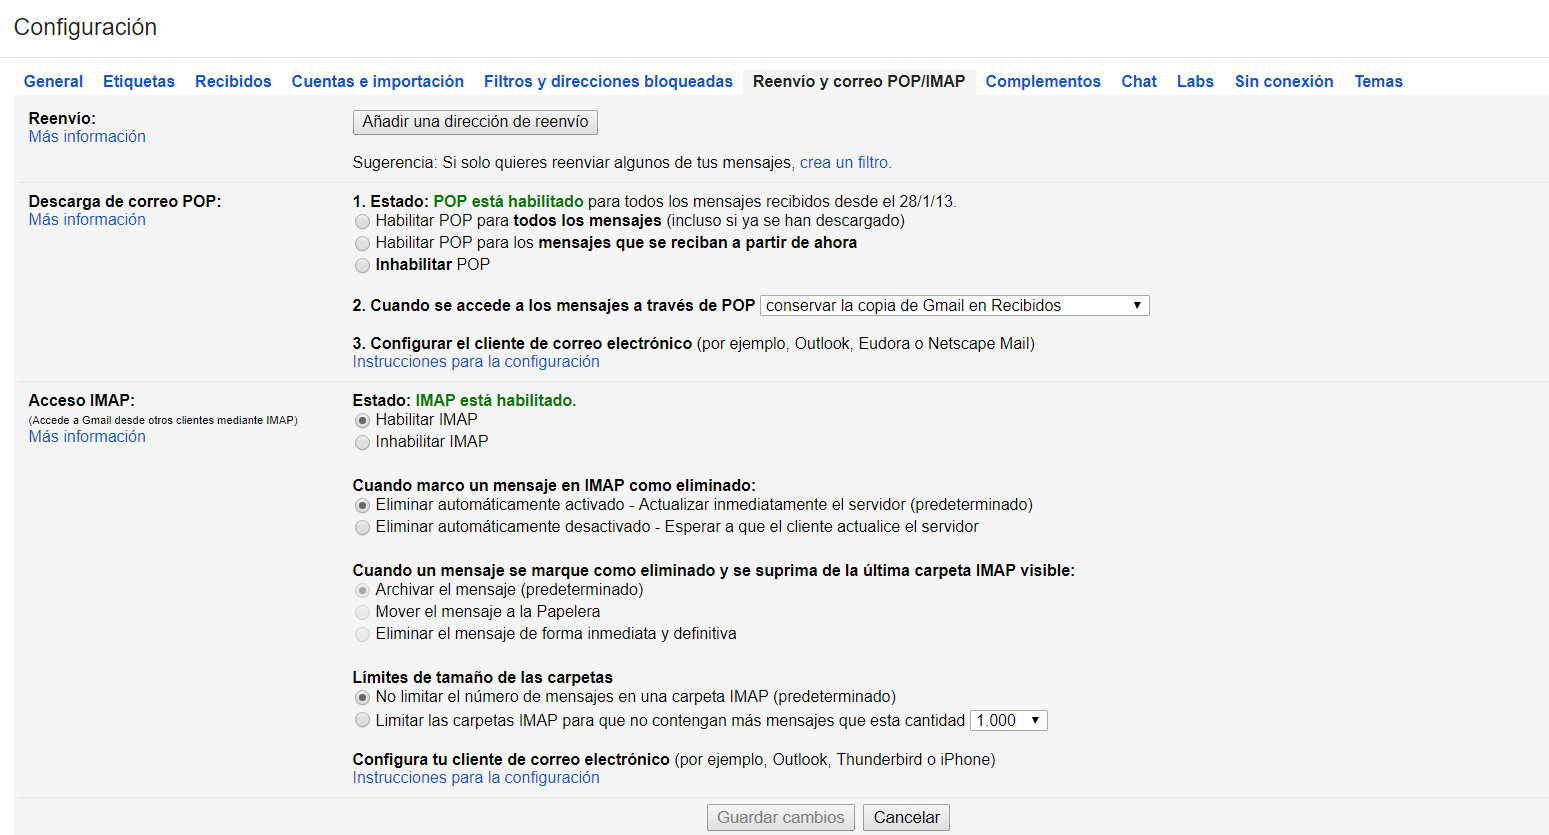 Configuración
General Etiquetas Recibidos Cuentas e importación Filtros y direcciones bloqueadas Reenvío y correo POP/IMAP Complementos Chat Labs Sin conexión Temas
Reenvío:
Más información
Añadir una dirección de reenvío
Sugerencia: Si solo quieres reenviar algunos de tus mensajes, crea un filtro.
Descarga de correo POP:
Más información
1. Estado: POP está habilitado para todos los mensajes recibidos desde el 28/1/13.
Habilitar POP para todos los mensajes (incluso si ya se han descargado)
Habilitar POP para los mensajes que se reciban a partir de ahora
Inhabilitar POP
2. Cuando se accede a los mensajes a través de POP conservar la copia de Gmail en Recibidos
3. Configurar el cliente de correo electrónico (por ejemplo, Outlook, Eudora o Netscape Mail)
Instrucciones para la configuración
Acceso IMAP:
(Accede a Gmail desde otros clientes mediante IMAP)
Más información
Estado: IMAP está habilitado.
Habilitar IMAP
Inhabilitar IMAP
Cuando marco un mensaje en IMAP como eliminado:
Eliminar automáticamente activado - Actualizar inmediatamente el servidor (predeterminado)
Eliminar automáticamente desactivado - Esperar a que el cliente actualice el servidor
Cuando un mensaje se marque como eliminado y se suprima de la última carpeta IMAP visible:
Archivar el mensaje (predeterminado)
Mover el mensaje a la Papelera
Eliminar el mensaje de forma inmediata y definitiva
Límites de tamaño de las carpetas
No limitar el número de mensajes en una carpeta IMAP (predeterminado)
Limitar las carpetas IMAP para que no contengan más mensajes que esta cantidad 1.000
Configura tu cliente de correo electrónico (por ejemplo, Outlook, Thunderbird o iPhone)
Instrucciones para la configuración
Guardar cambios Cancelar